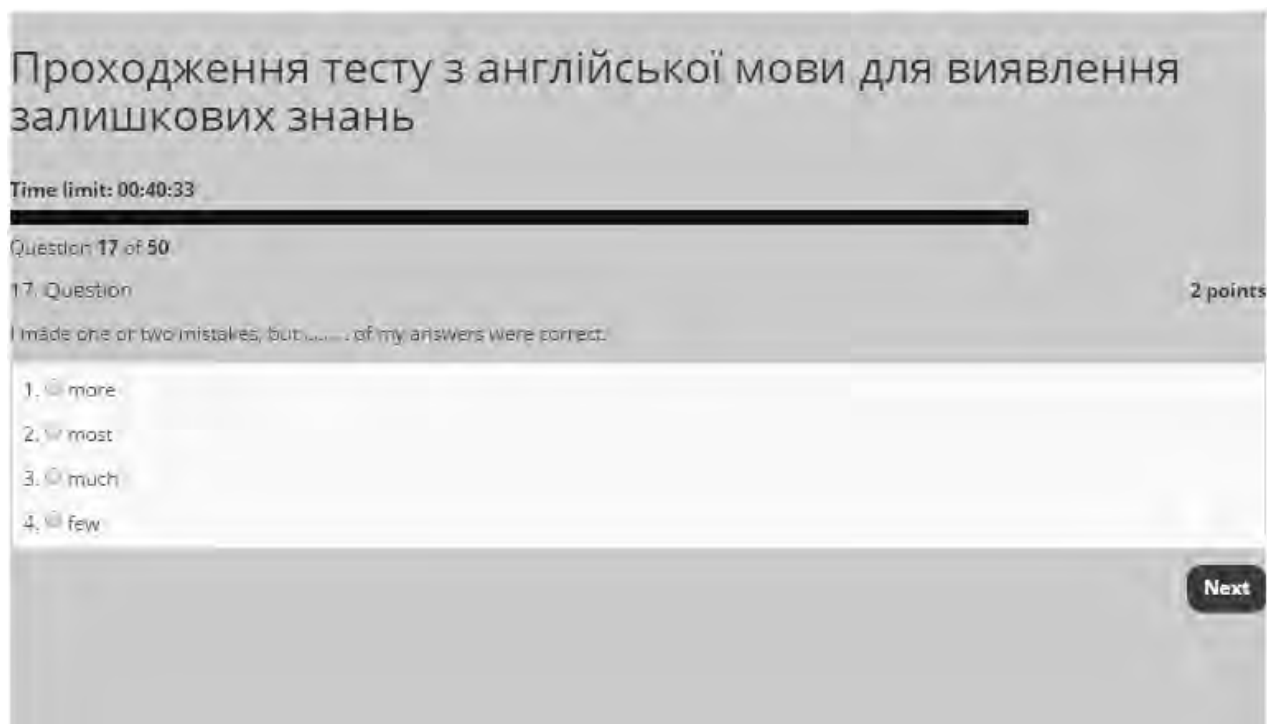 Проходження тесту з англійської мови для виявлення
залишкових знань
Time limit: 00:40:33
Question 17 of 50
17. Question
2 points
I made one or two mistakes, but ........ of my answers were correct.
1. more
2. most
3. much
4. few
Next